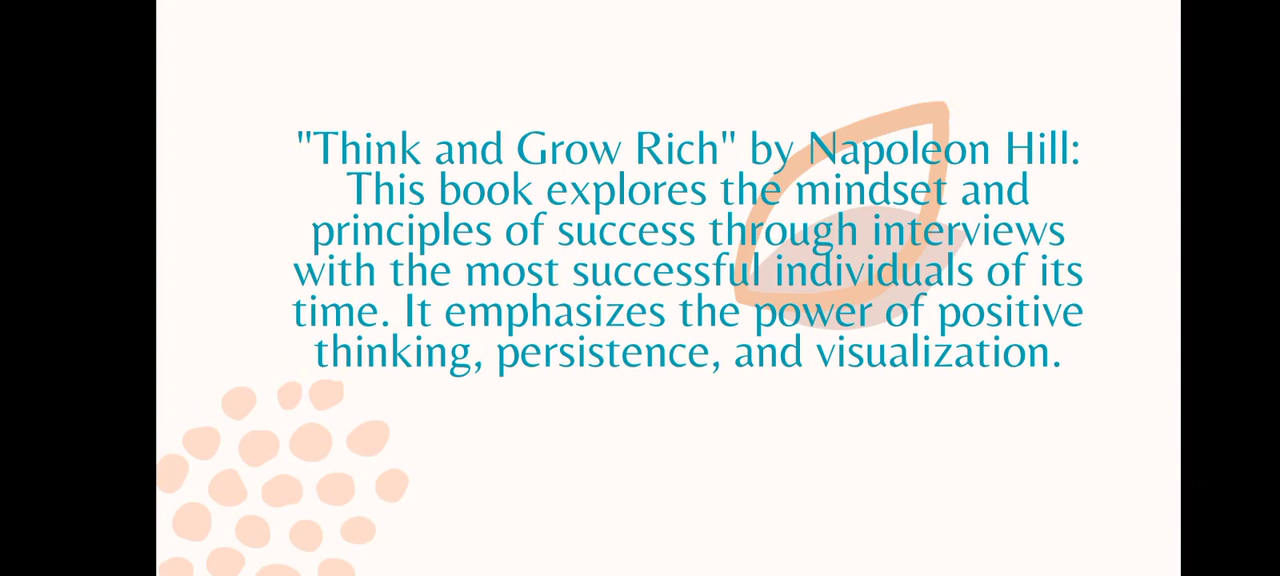 "Think and Grow Rich" by Napoleon Hill:
This book explores the mindset and
principles of success through interviews
with the most successful individuals of its
time. It emphasizes the power of positive
thinking, persistence, and visualization.